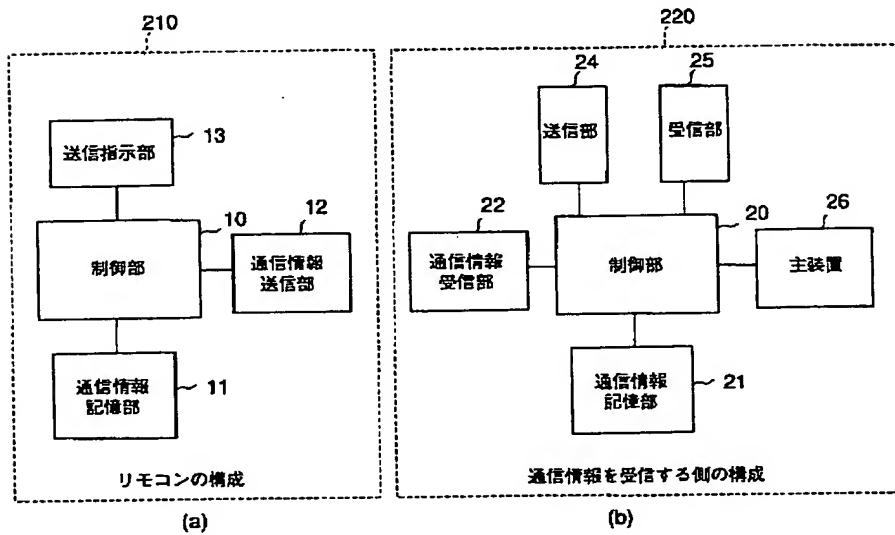 210
送信指示部
13
10
12
制御部
通信情報
送信部
通信情報
記憶部
11
リモコンの構成
(a)
220
24
25
送信部
受信部
22
20
26
通信情報
受信部
制御部
主装置
通信情報
記憶部
21
通信情報を受信する側の構成
(b)